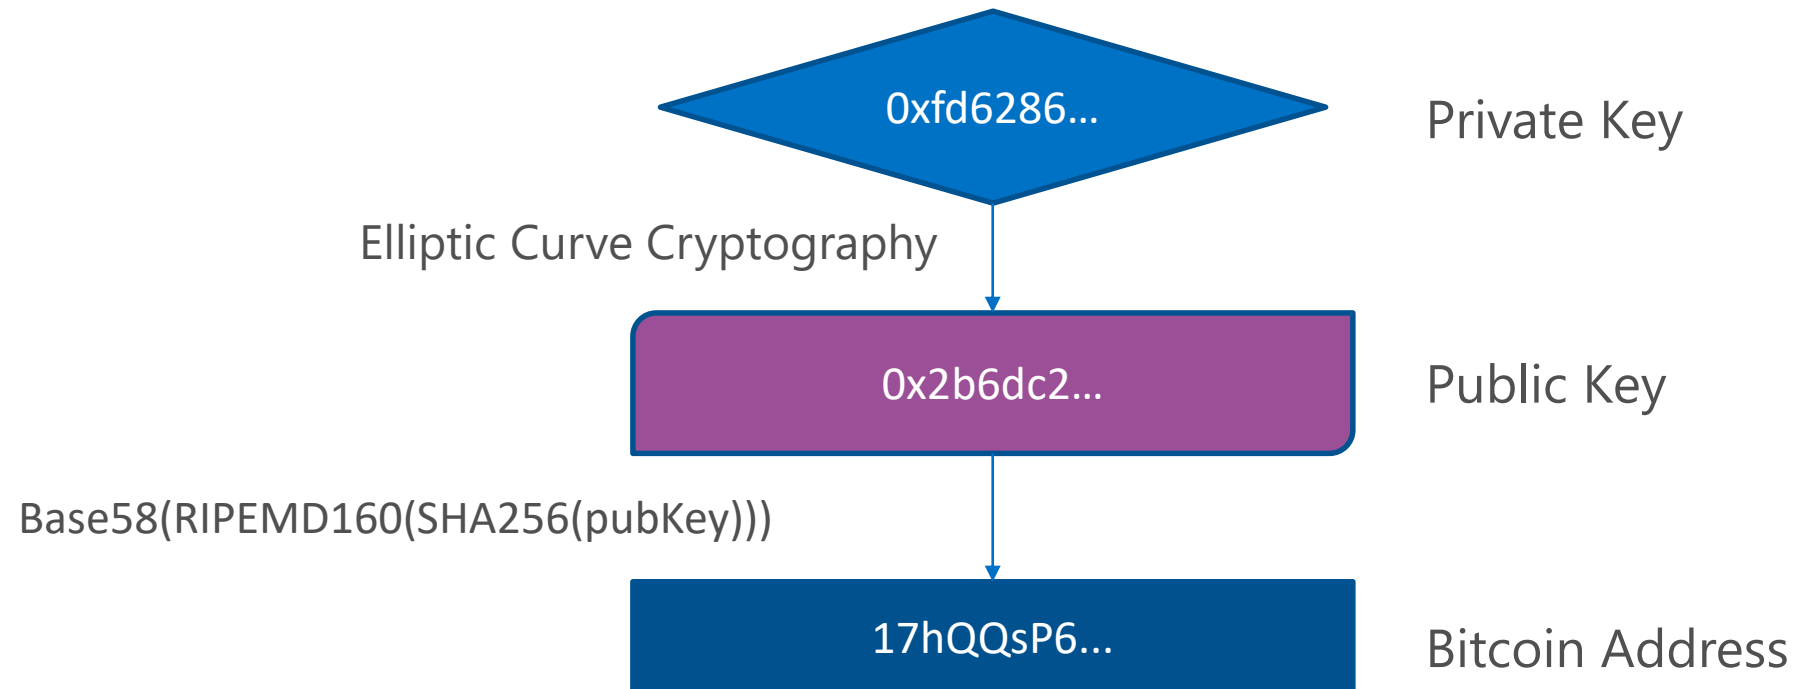 0xfd6286...
Private Key
Elliptic Curve Cryptography
0x2b6dc2...
Public Key
Base58(RIPEMD160(SHA256(pubKey)))
17hQQsP6...
Bitcoin Address